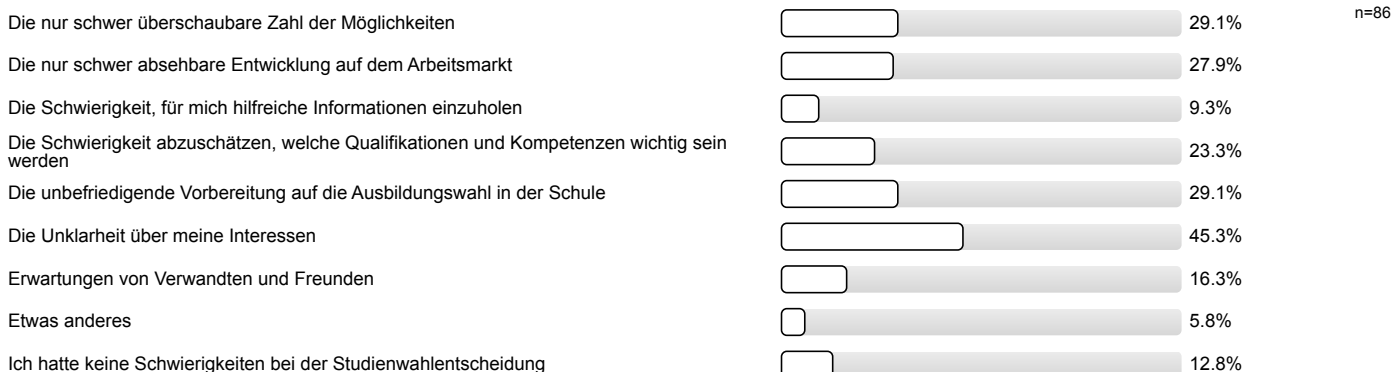 Die nur schwer überschaubare Zahl der Möglichkeiten 29.1% n=86
Die nur schwer absehbare Entwicklung auf dem Arbeitsmarkt 27.9%
Die Schwierigkeit, für mich hilfreiche Informationen einzuholen 9.3%
Die Schwierigkeit abzuschätzen, welche Qualifikationen und Kompetenzen wichtig sein
werden 23.3%
Die unbefriedigende Vorbereitung auf die Ausbildungswahl in der Schule 29.1%
Die Unklarheit über meine Interessen 45.3%
Erwartungen von Verwandten und Freunden 16.3%
Etwas anderes 5.8%
Ich hatte keine Schwierigkeiten bei der Studienwahlentscheidung 12.8%